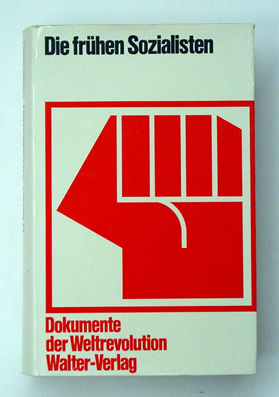 Die frühen Sozialisten
Dokumente
der Weltrevolution
Walter-Verlag